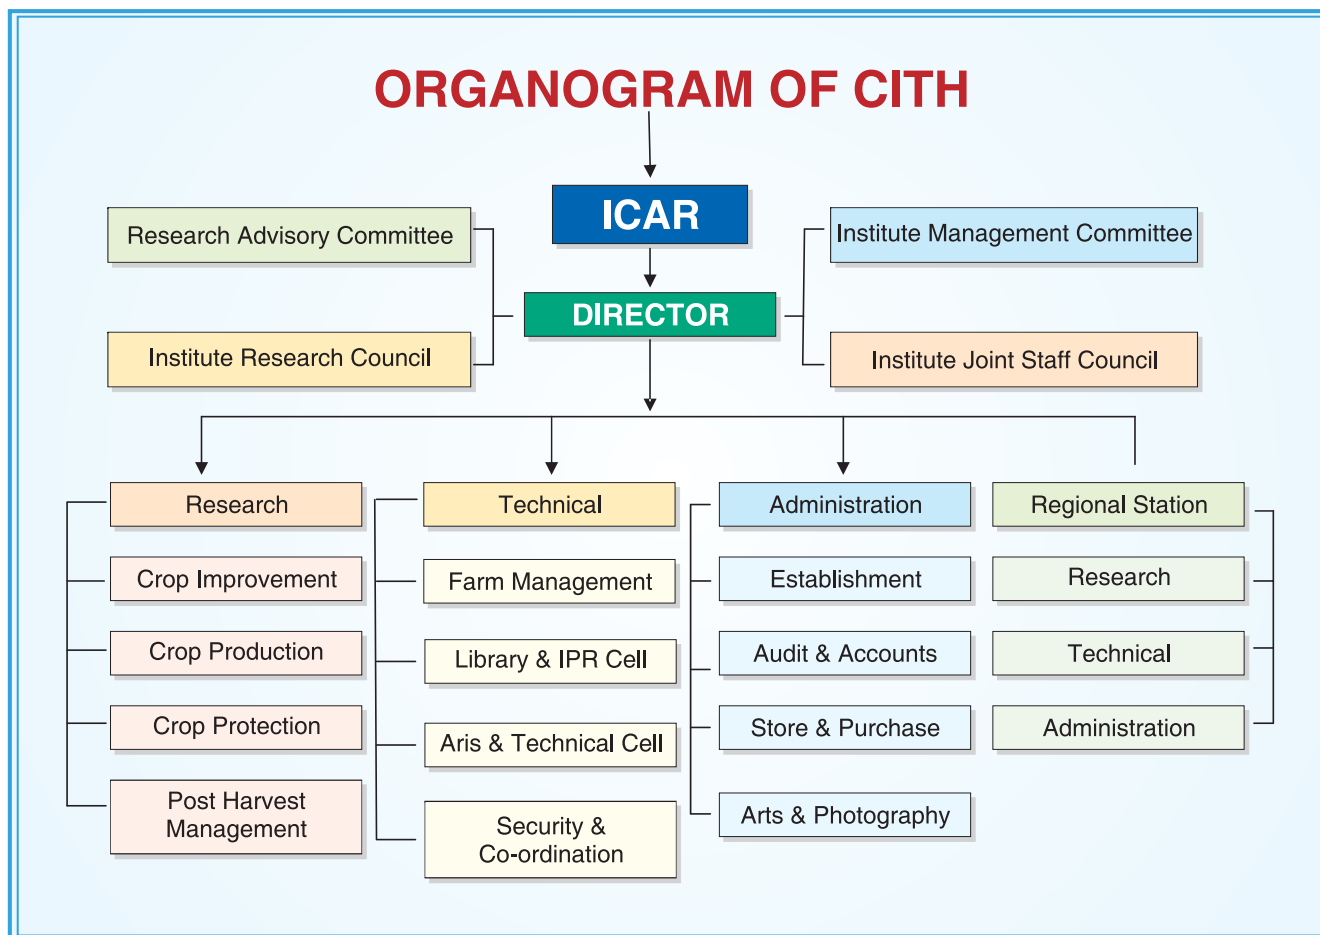 ORGANOGRAM OF CITH
ICAR
Research Advisory Committee
Institute Management Committee
DIRECTOR
Institute Research Council
Institute Joint Staff Council
Research
Crop Improvement
Crop Production
Crop Protection
Post Harvest
Management
Technical
Farm Management
Library & IPR Cell
Aris & Technical Cell
Security &
Co-ordination
Administration
Establishment
Audit & Accounts
Store & Purchase
Arts & Photography
Regional Station
Research
Technical
Administration